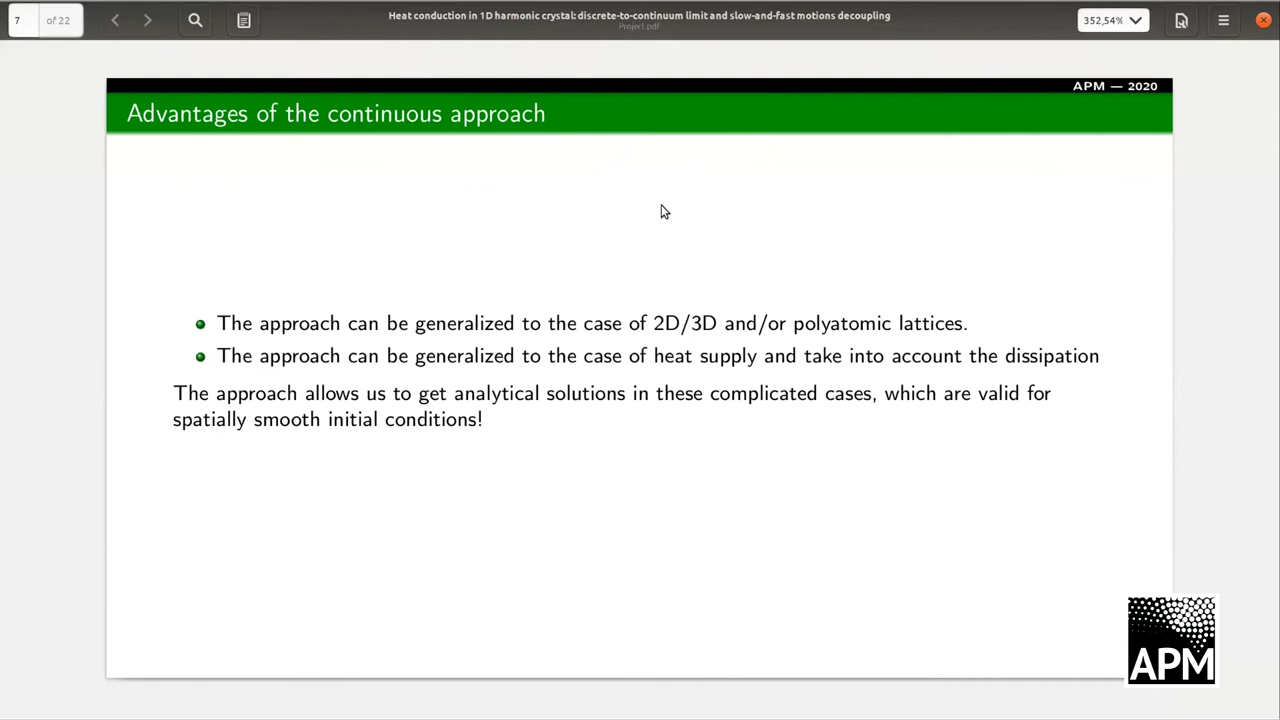 7 of 22
Heat conduction in 1D harmonic crystal: discrete-to-continuum limit and slow-and-fast motions decoupling
Proje1.pdf
352,54%
APM — 2020
Advantages of the continuous approach
The approach can be generalized to the case of 2D/3D and/or polyatomic lattices.
The approach can be generalized to the case of heat supply and take into account the dissipation
The approach allows us to get analytical solutions in these complicated cases, which are valid for
spatially smooth initial conditions!
APM